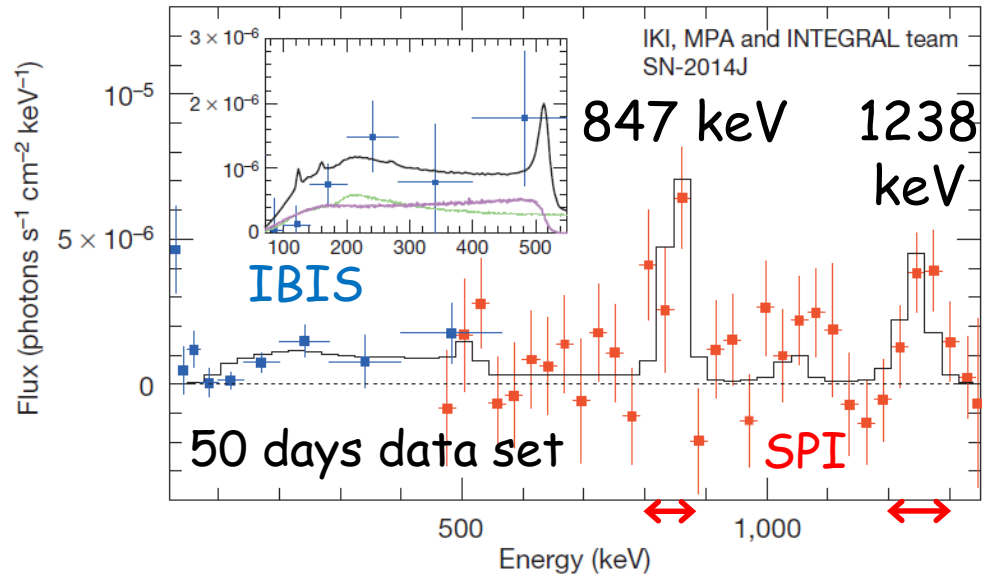 3 × 10⁻⁶
2 × 10⁻⁶
10⁻⁶
0
100 200 300 400 500
IKI, MPA and INTEGRAL team
SN-2014J
847 keV
1238
keV
10⁻⁵
5 × 10⁻⁶
0
Flux (photons s⁻¹ cm⁻² keV⁻¹)
IBIS
50 days data set
SPI
500 1,000
Energy (keV)